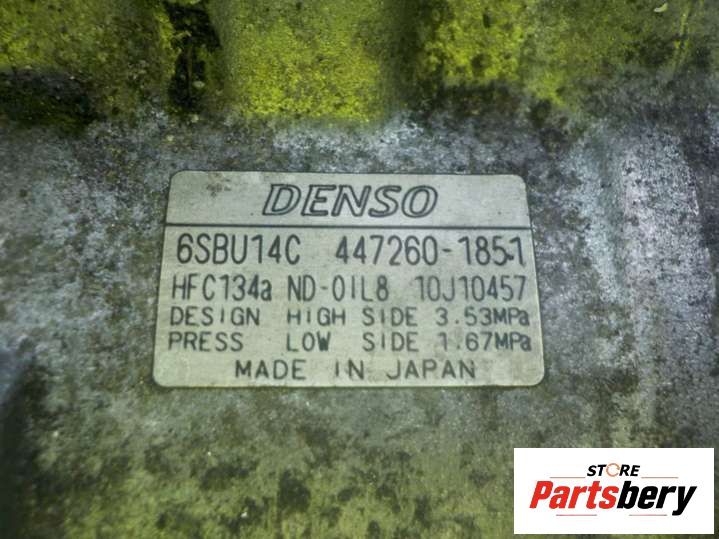 DENSO
6SBU14C 447260-1851
HFC134a ND-OIL8 10J10457
DESIGN HIGH SIDE 3.53MPa
PRESS LOW SIDE 1.67MPa
MADE IN JAPAN
STORE
Partsbery